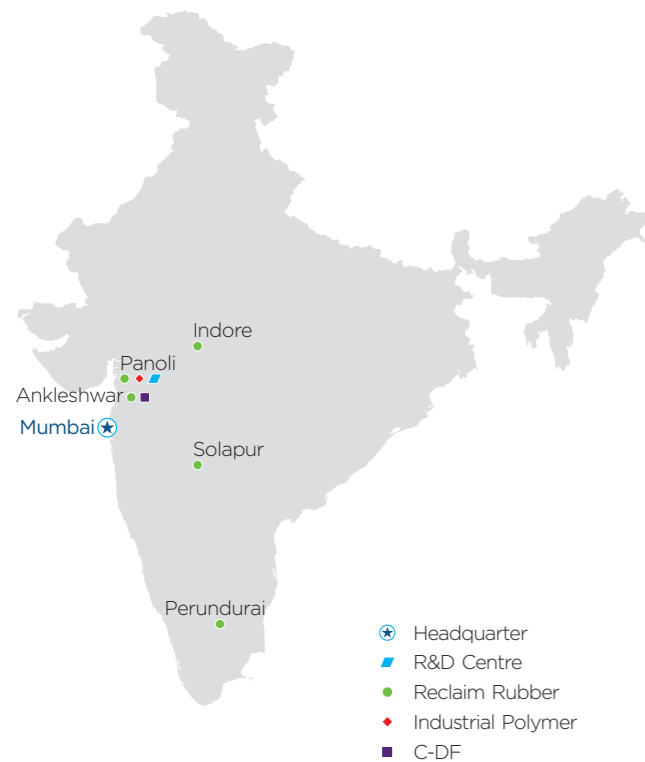 Indore
Panoli
Ankleshwar
Mumbai
Solapur
Perundurai
Headquarter
R&D Centre
Reclaim Rubber
Industrial Polymer
C-DF